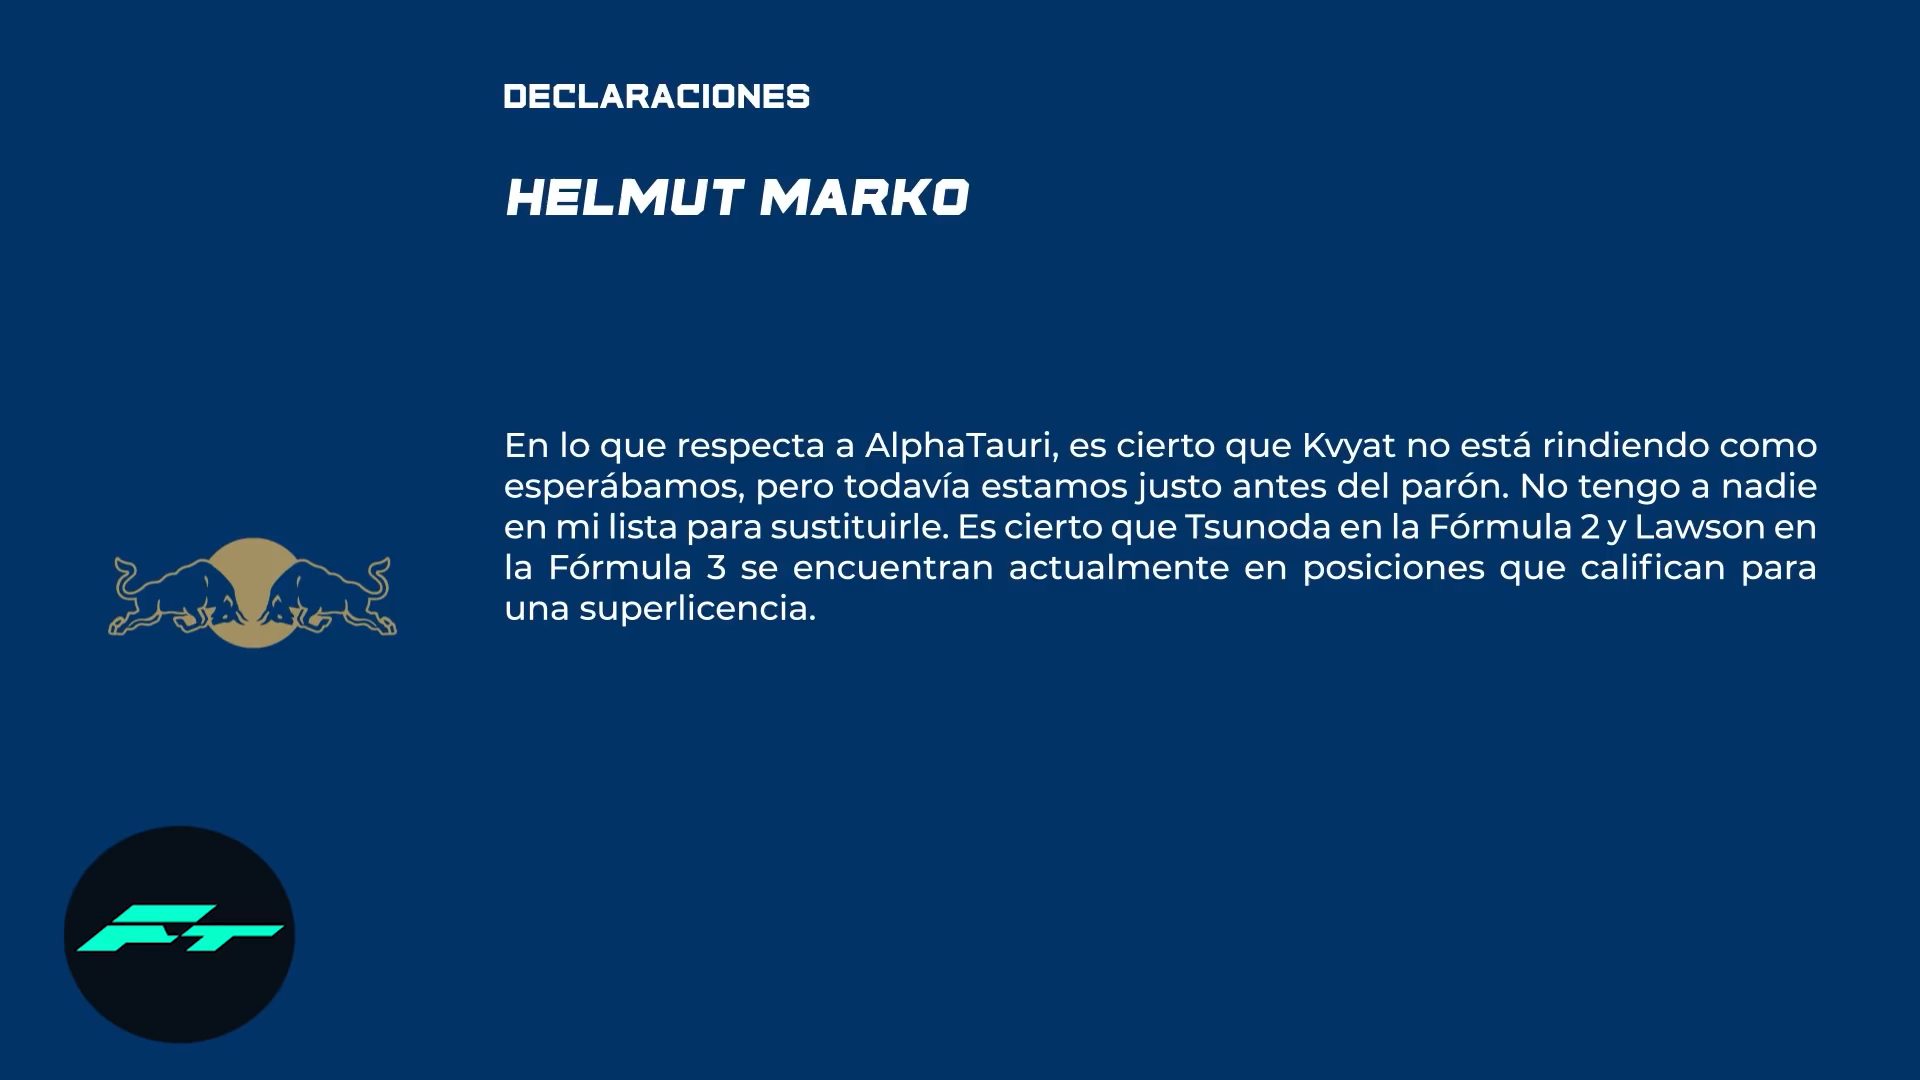 DECLARACIONES
HELMUT MARKO
En lo que respecta a AlphaTauri, es cierto que Kvyat no está rindiendo como
esperábamos, pero todavía estamos justo antes del parón. No tengo a nadie
en mi lista para sustituirle. Es cierto que Tsunoda en la Fórmula 2 y Lawson en
la Fórmula 3 se encuentran actualmente en posiciones que califican para
una superlicencia.
FT